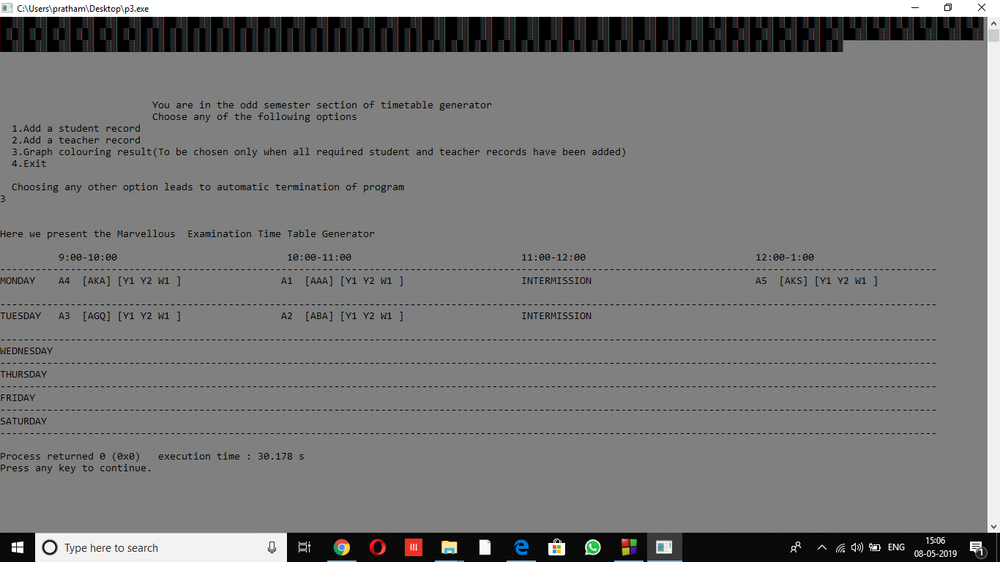 C:\Users\pratham\Desktop\p3.exe
You are in the odd semester section of timetable generator
Choose any of the following options
1.Add a student record
2.Add a teacher record
3.Graph colouring result(To be chosen only when all required student and teacher records have been added)
4.Exit
Choosing any other option leads to automatic termination of program
3
Here we present the Marvellous  Examination Time Table Generator
9:00-10:00 10:00-11:00 11:00-12:00 12:00-1:00
--------------------------------------------------------------------------------
MONDAY A4 [AKA] [Y1 Y2 W1 ] A1 [AAA] [Y1 Y2 W1 ] INTERMISSION A5 [AKS] [Y1 Y2 W1 ]
--------------------------------------------------------------------------------
TUESDAY A3 [AGQ] [Y1 Y2 W1 ] A2 [ABA] [Y1 Y2 W1 ] INTERMISSION
--------------------------------------------------------------------------------
WEDNESDAY
--------------------------------------------------------------------------------
THURSDAY
--------------------------------------------------------------------------------
FRIDAY
--------------------------------------------------------------------------------
SATURDAY
--------------------------------------------------------------------------------
Process returned 0 (0x0)   execution time : 30.178 s
Press any key to continue.
Type here to search
ENG
15:06
08-05-2019
1